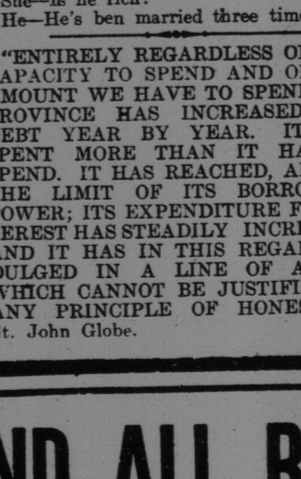 She—is he rich?
He—He's ben married three tim
"ENTIRELY REGARDLESS O
APACITY TO SPEND AND O
MOUNT WE HAVE TO SPEN
ROVINCE HAS INCREASED
EBT YEAR BY YEAR. IT
PENT MORE THAN IT HA
PEND. IT HAS REACHED, A
HE LIMIT OF ITS BORRO
OWER; ITS EXPENDITURE F
EREST HAS STEADILY INCRE
AND IT HAS IN THIS REGA
DULGED IN A LINE OF A
WHICH CANNOT BE JUSTIFI
ANY PRINCIPLE OF HONES
t. John Globe.
ND ALL B